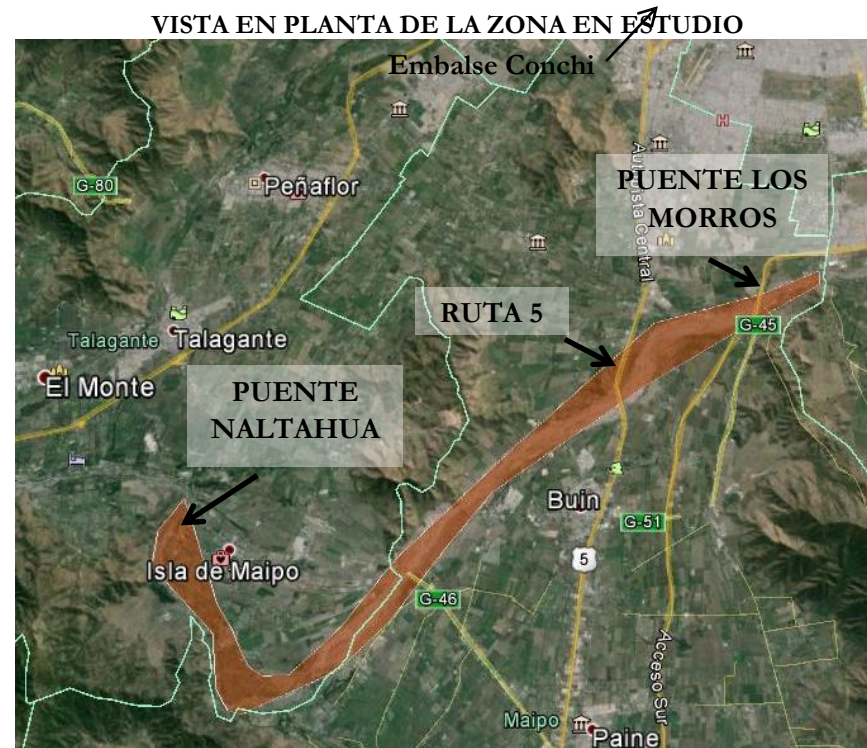 VISTA EN PLANTA DE LA ZONA EN ESTUDIO
Embalse Conchi
G-80
Peñaflor
Autopista Central
PUENTE LOS
MORROS
RUTA 5
G-45
Talagante
Talagante
El Monte
PUENTE
NALTAHUA
Buin
G-51
5
Isla de Maipo
G-46
Acceso Sur
Maipo
Paine